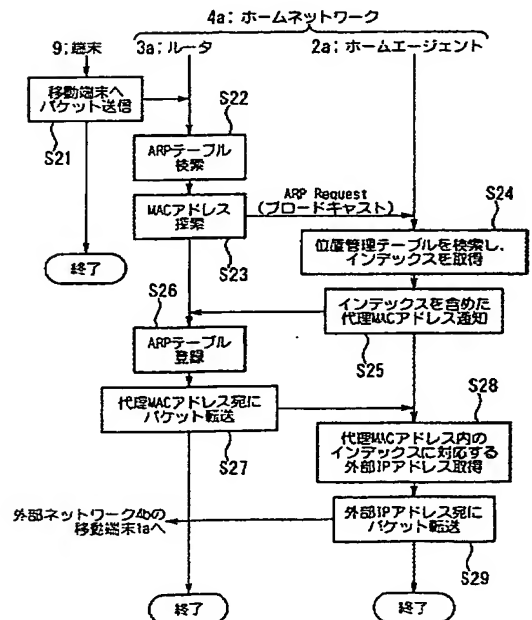 4a：ホームネットワーク
9：端末
3a：ルータ
2a：ホームエージェント
移動端末へ
パケット送信
S21
S22
ARPテーブル
検索
MACアドレス
探索
S23
ARP Request
(ブロードキャスト)
S24
位置管理テーブルを検索し、
インデックスを取得
終了
S26
インデックスを含めた
代理MACアドレス通知
S25
ARPテーブル
登録
代理MACアドレス宛に
パケット転送
S27
S28
代理MACアドレス内の
インデックスに対応する
外部IPアドレス取得
外部ネットワーク4bの
移動端末1aへ
外部IPアドレス宛に
パケット転送
S29
終了
終了